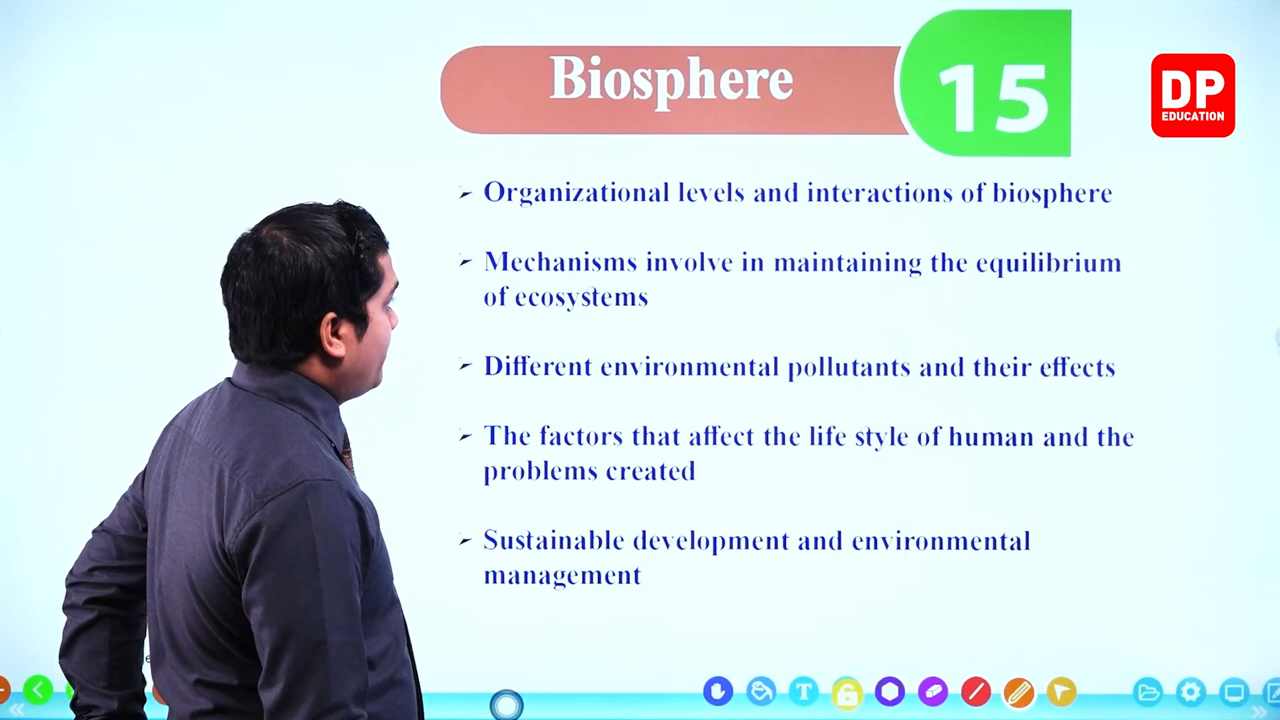 Biosphere
15
DP
EDUCATION
➢ Organizational levels and interactions of biosphere
➢ Mechanisms involve in maintaining the equilibrium
of ecosystems
➢ Different environmental pollutants and their effects
➢ The factors that affect the life style of human and the
problems created
➢ Sustainable development and environmental
management
T